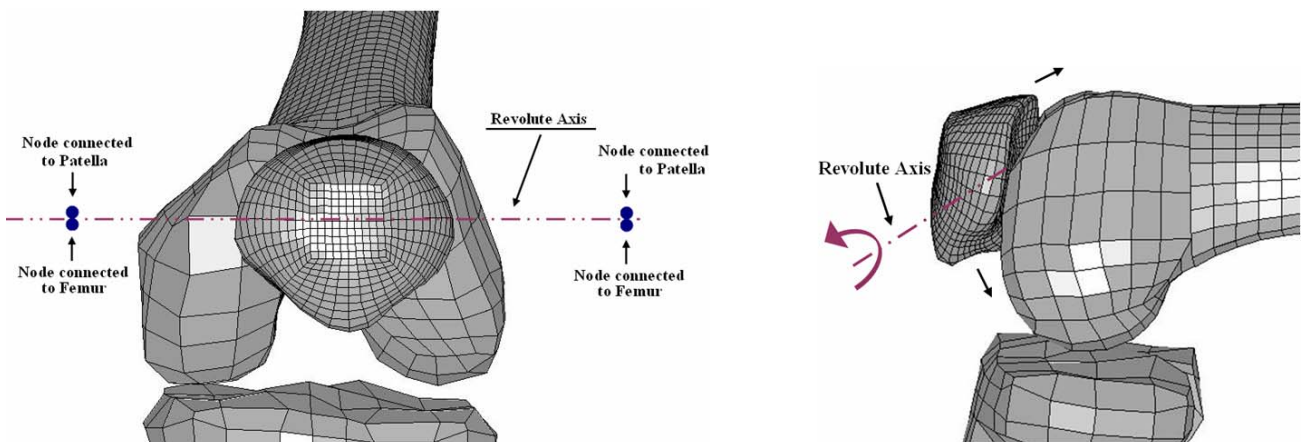 Node connected
to Patella
Revolute Axis
Node connected
to Patella
Node connected
to Femur
Node connected
to Femur
Revolute Axis